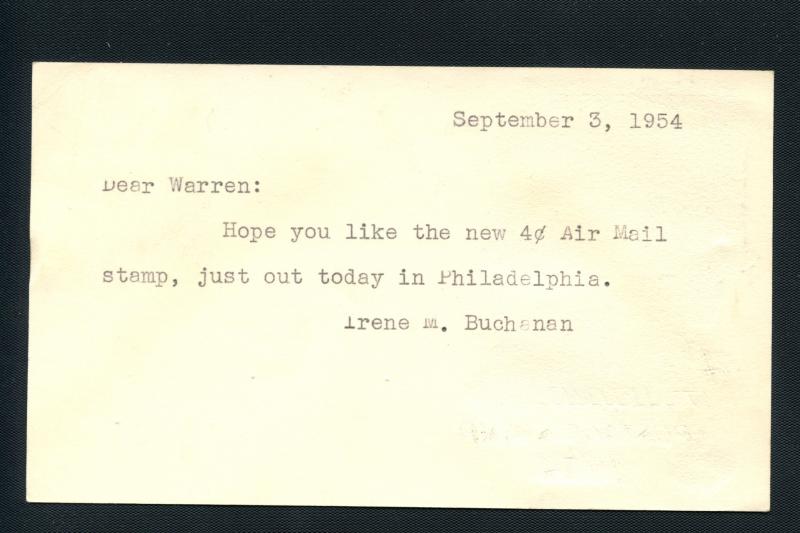 September 3, 1954
Dear Warren:
Hope you like the new 4¢ Air Mail
stamp, just out today in Philadelphia.
Irene M. Buchanan